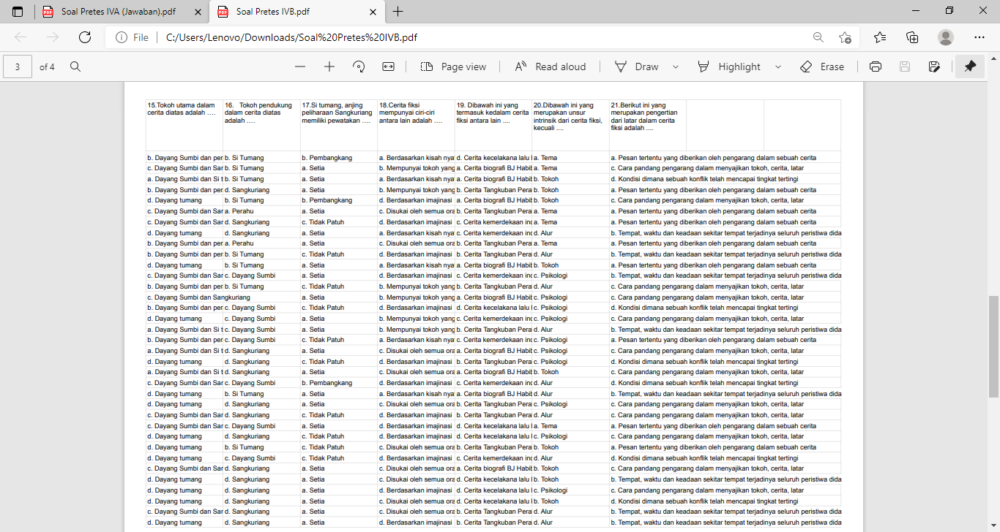 Soal Pretes IVA (Jawaban).pdf
Soal Pretes IVB.pdf
File
C:/Users/Lenovo/Downloads/Soal%20Pretes%20IVB.pdf
3 of 4
Page view
Read aloud
Draw
Highlight
Erase
15.Tokoh utama dalam cerita diatas adalah ....
16. Tokoh pendukung dalam cerita diatas adalah ....
17.Si tumang, anjing peliharaan Sangkuriang memiliki pewatakan ....
18.Cerita fiksi mempunyai ciri-ciri antara lain adalah ....
19. Dibawah ini yang termasuk kedalam cerita fiksi antara lain ....
20.Dibawah ini yang merupakan unsur intrinsik dari cerita fiksi, kecuali ....
21.Berikut ini yang merupakan pengertian dari latar dalam cerita fiksi adalah ....
b. Dayang Sumbi dan per b. Si Tumang b. Pembangkang a. Berdasarkan kisah nya d. Cerita kecelakana lalu l a. Tema a. Pesan tertentu yang diberikan oleh pengarang dalam sebuah cerita
c. Dayang Sumbi dan Sar b. Si Tumang a. Setia b. Mempunyai tokoh yang a. Cerita biografi BJ Habit a. Tema c. Cara pandang pengarang dalam menyajikan tokoh, cerita, latar
a. Dayang Sumbi dan Si t b. Si Tumang a. Setia a. Berdasarkan kisah nya a. Cerita biografi BJ Habit b. Tokoh d. Kondisi dimana sebuah konflik telah mencapai tingkat tertingi
b. Dayang Sumbi dan per d. Sangkuriang a. Setia b. Mempunyai tokoh yang b. Cerita Tangkuban Pera b. Tokoh a. Pesan tertentu yang diberikan oleh pengarang dalam sebuah cerita
d. Dayang tumang b. Si Tumang b. Pembangkang d. Berdasarkan imajinasi a. Cerita biografi BJ Habit b. Tokoh c. Cara pandang pengarang dalam menyajikan tokoh, cerita, latar
c. Dayang Sumbi dan Sar a. Perahu a. Setia c. Disukai oleh semua ora b. Cerita Tangkuban Pera a. Tema a. Pesan tertentu yang diberikan oleh pengarang dalam sebuah cerita
c. Dayang Sumbi dan Sar d. Sangkuriang c. Tidak Patuh d. Berdasarkan imajinasi c. Cerita kemerdekaan inc a. Tema a. Pesan tertentu yang diberikan oleh pengarang dalam sebuah cerita
d. Dayang tumang d. Sangkuriang a. Setia a. Berdasarkan kisah nya c. Cerita kemerdekaan inc d. Alur b. Tempat, waktu dan keadaan sekitar tempat terjadinya seluruh peristiwa dida
b. Dayang Sumbi dan per a. Perahu a. Setia c. Disukai oleh semua ora b. Cerita Tangkuban Pera a. Tema a. Pesan tertentu yang diberikan oleh pengarang dalam sebuah cerita
b. Dayang Sumbi dan per b. Si Tumang c. Tidak Patuh d. Berdasarkan imajinasi b. Cerita Tangkuban Pera d. Alur b. Tempat, waktu dan keadaan sekitar tempat terjadinya seluruh peristiwa dida
d. Dayang tumang b. Si Tumang a. Setia a. Berdasarkan kisah nya a. Cerita biografi BJ Habit b. Tokoh a. Pesan tertentu yang diberikan oleh pengarang dalam sebuah cerita
c. Dayang Sumbi dan Sar c. Dayang Sumbi a. Setia d. Berdasarkan imajinasi c. Cerita kemerdekaan inc c. Psikologi b. Tempat, waktu dan keadaan sekitar tempat terjadinya seluruh peristiwa dida
b. Dayang Sumbi dan per b. Si Tumang c. Tidak Patuh b. Mempunyai tokoh yang b. Cerita Tangkuban Pera d. Alur c. Cara pandang pengarang dalam menyajikan tokoh, cerita, latar
c. Dayang Sumbi dan Sangkuriang a. Setia b. Mempunyai tokoh yang a. Cerita biografi BJ Habit c. Psikologi c. Cara pandang pengarang dalam menyajikan tokoh, cerita, latar
b. Dayang Sumbi dan per c. Dayang Sumbi c. Tidak Patuh d. Berdasarkan imajinasi d. Cerita kecelakana lalu l c. Psikologi d. Kondisi dimana sebuah konflik telah mencapai tingkat tertingi
d. Dayang tumang c. Dayang Sumbi a. Setia b. Mempunyai tokoh yang c. Cerita kemerdekaan inc c. Psikologi c. Cara pandang pengarang dalam menyajikan tokoh, cerita, latar
a. Dayang Sumbi dan Si t c. Dayang Sumbi a. Setia b. Mempunyai tokoh yang b. Cerita Tangkuban Pera d. Alur b. Tempat, waktu dan keadaan sekitar tempat terjadinya seluruh peristiwa dida
b. Dayang Sumbi dan per c. Dayang Sumbi c. Tidak Patuh a. Berdasarkan kisah nya c. Cerita kemerdekaan inc c. Psikologi a. Pesan tertentu yang diberikan oleh pengarang dalam sebuah cerita
a. Dayang Sumbi dan Si t d. Sangkuriang a. Setia c. Disukai oleh semua ora a. Cerita biografi BJ Habit c. Psikologi c. Cara pandang pengarang dalam menyajikan tokoh, cerita, latar
d. Dayang tumang d. Sangkuriang c. Tidak Patuh d. Berdasarkan imajinasi b. Cerita Tangkuban Pera c. Psikologi d. Kondisi dimana sebuah konflik telah mencapai tingkat tertingi
a. Dayang Sumbi dan Si t d. Sangkuriang a. Setia c. Disukai oleh semua ora a. Cerita biografi BJ Habit b. Tokoh c. Cara pandang pengarang dalam menyajikan tokoh, cerita, latar
c. Dayang Sumbi dan Sar c. Dayang Sumbi b. Pembangkang d. Berdasarkan imajinasi c. Cerita kemerdekaan inc d. Alur d. Kondisi dimana sebuah konflik telah mencapai tingkat tertingi
d. Dayang tumang b. Si Tumang a. Setia a. Berdasarkan kisah nya a. Cerita biografi BJ Habit d. Alur b. Tempat, waktu dan keadaan sekitar tempat terjadinya seluruh peristiwa dida
d. Dayang tumang d. Sangkuriang a. Setia c. Disukai oleh semua ora b. Cerita Tangkuban Pera c. Psikologi c. Cara pandang pengarang dalam menyajikan tokoh, cerita, latar
c. Dayang Sumbi dan Sar d. Sangkuriang c. Tidak Patuh d. Berdasarkan imajinasi b. Cerita Tangkuban Pera d. Alur c. Cara pandang pengarang dalam menyajikan tokoh, cerita, latar
c. Dayang Sumbi dan Sar c. Dayang Sumbi a. Setia d. Berdasarkan imajinasi d. Cerita kecelakana lalu l a. Tema a. Pesan tertentu yang diberikan oleh pengarang dalam sebuah cerita
d. Dayang tumang d. Sangkuriang c. Tidak Patuh d. Berdasarkan imajinasi d. Cerita kecelakana lalu l c. Psikologi c. Cara pandang pengarang dalam menyajikan tokoh, cerita, latar
d. Dayang tumang b. Si Tumang c. Tidak Patuh c. Disukai oleh semua ora b. Cerita Tangkuban Pera b. Tokoh a. Pesan tertentu yang diberikan oleh pengarang dalam sebuah cerita
d. Dayang tumang c. Dayang Sumbi c. Tidak Patuh d. Berdasarkan imajinasi c. Cerita kemerdekaan inc d. Alur d. Kondisi dimana sebuah konflik telah mencapai tingkat tertingi
c. Dayang Sumbi dan Sar d. Sangkuriang a. Setia c. Disukai oleh semua ora a. Cerita biografi BJ Habit b. Tokoh c. Cara pandang pengarang dalam menyajikan tokoh, cerita, latar
d. Dayang tumang d. Sangkuriang a. Setia c. Disukai oleh semua ora d. Cerita kecelakana lalu l b. Tokoh b. Tempat, waktu dan keadaan sekitar tempat terjadinya seluruh peristiwa dida
d. Dayang tumang d. Sangkuriang a. Setia d. Berdasarkan imajinasi d. Cerita kecelakana lalu l c. Psikologi c. Cara pandang pengarang dalam menyajikan tokoh, cerita, latar
d. Dayang tumang d. Sangkuriang a. Setia c. Disukai oleh semua ora d. Cerita kecelakana lalu l b. Tokoh d. Kondisi dimana sebuah konflik telah mencapai tingkat tertingi
c. Dayang Sumbi dan Sar d. Sangkuriang a. Setia c. Disukai oleh semua ora b. Cerita Tangkuban Pera d. Alur b. Tempat, waktu dan keadaan sekitar tempat terjadinya seluruh peristiwa dida
d. Dayang tumang d. Sangkuriang a. Setia d. Berdasarkan imajinasi b. Cerita Tangkuban Pera d. Alur b. Tempat, waktu dan keadaan sekitar tempat terjadinya seluruh peristiwa dida